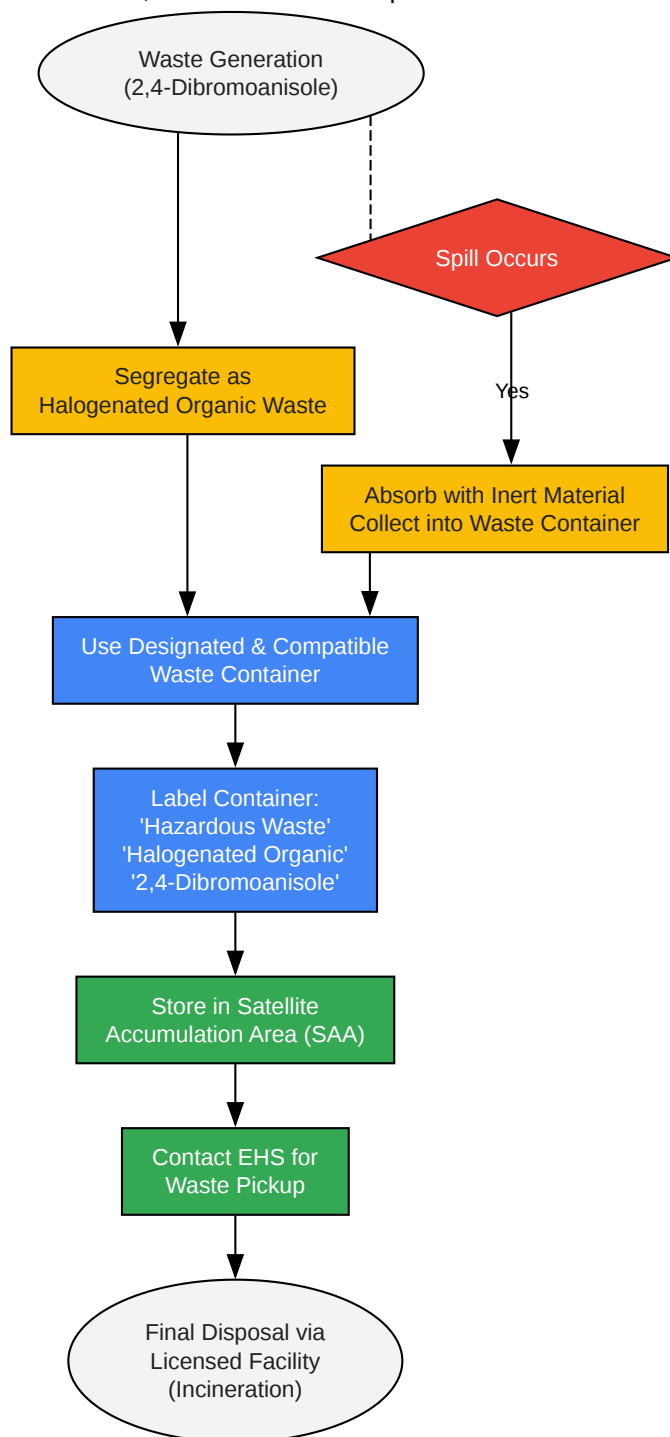 Waste Generation
(2,4-Dibromoanisole)
Spill Occurs
Segregate as
Halogenated Organic Waste
Yes
Absorb with Inert Material
Collect into Waste Container
Use Designated & Compatible
Waste Container
Label Container:
'Hazardous Waste'
'Halogenated Organic'
'2,4-Dibromoanisole'
Store in Satellite
Accumulation Area (SAA)
Contact EHS for
Waste Pickup
Final Disposal via
Licensed Facility
(Incineration)